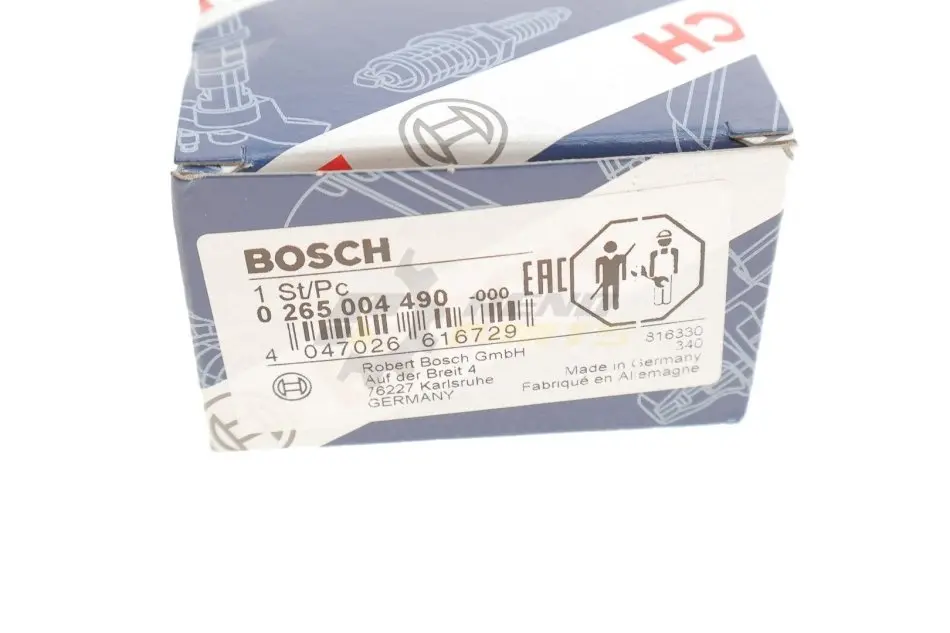 CH
BOSCH
1 St/Pc
0 265 004 490 -000
EAC
4 047026 616729
Robert Bosch GmbH
Auf der Breit 4
76227 Karlsruhe
GERMANY
816330
340
Made in Germany
Fabriqué en Allemagne